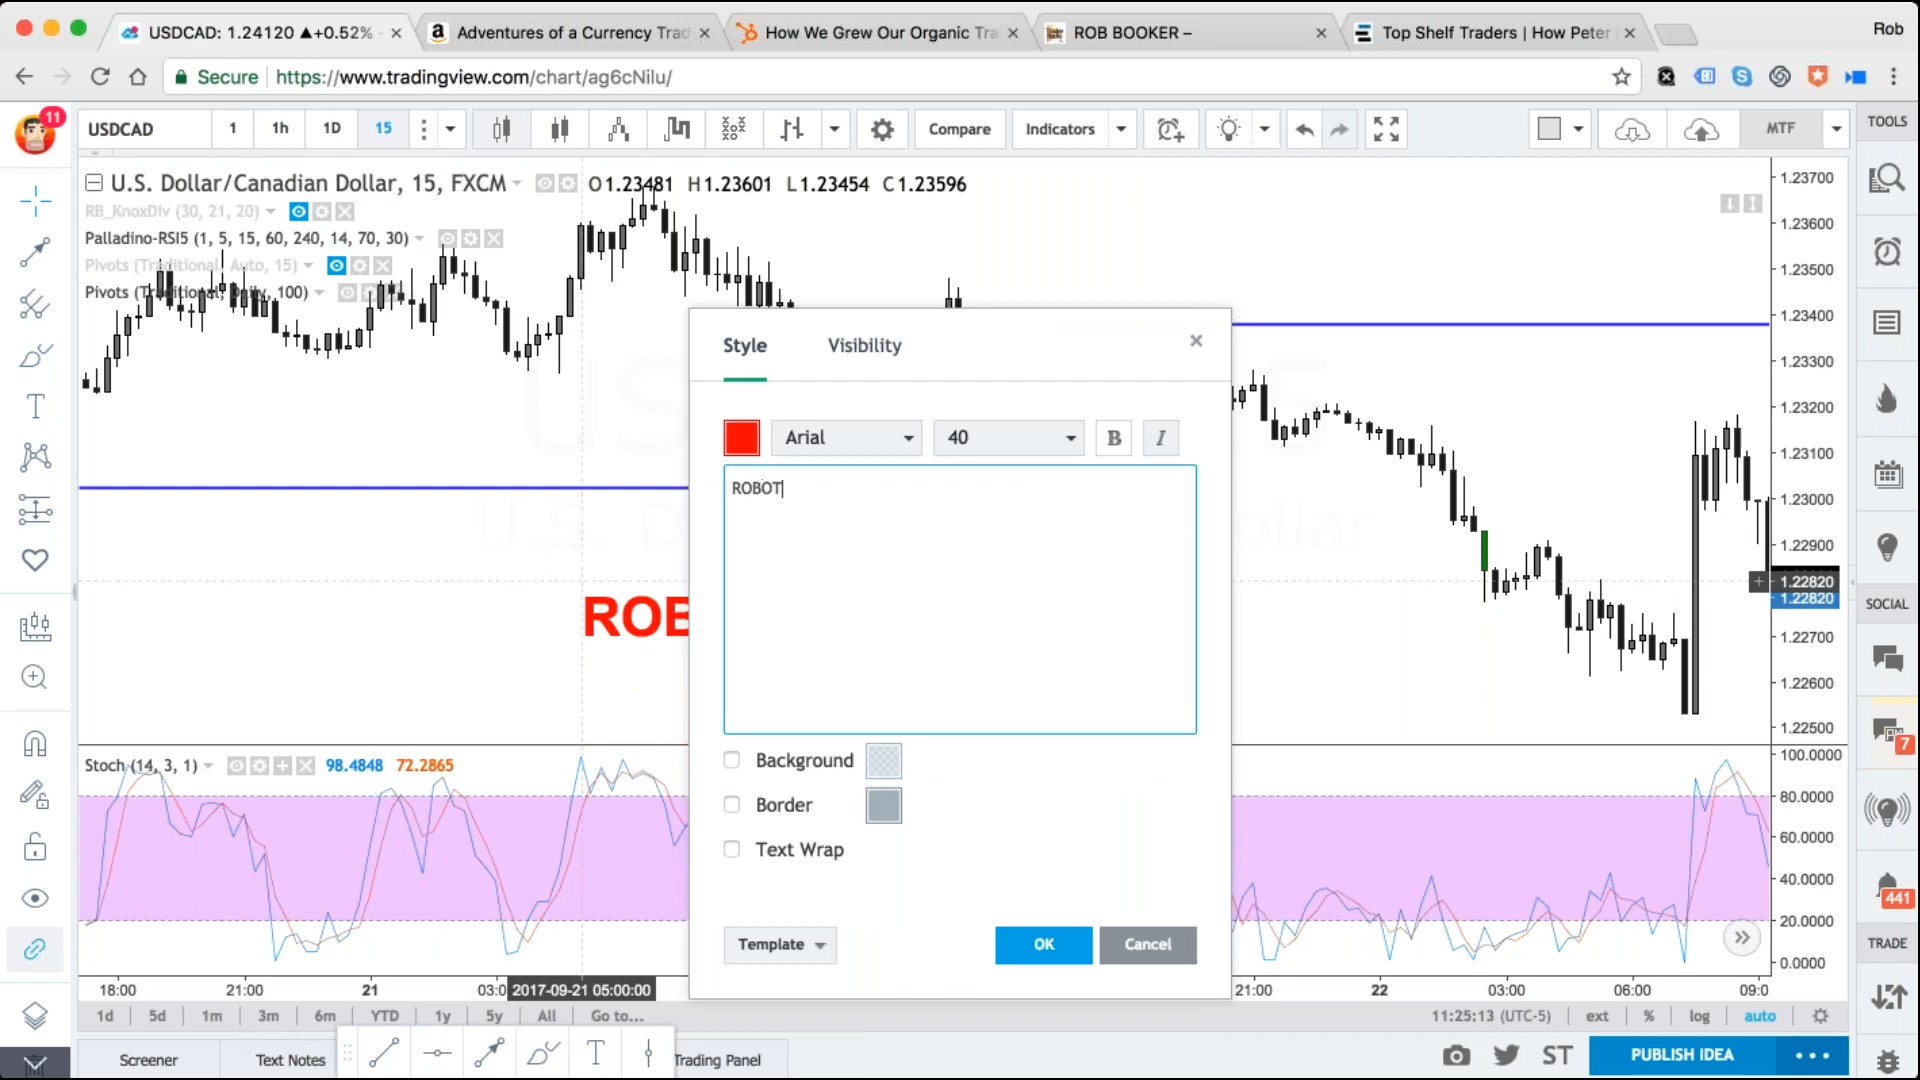 USDCAD: 1.24120 ▲+0.52%
Adventures of a Currency Trad
How We Grew Our Organic Tra
ROB BOOKER –
Top Shelf Traders | How Peter
Rob
Secure
https://www.tradingview.com/chart/ag6cNilu/
11
USDCAD
1
1h
1D
15
Compare
Indicators
MTF
TOOLS
U.S. Dollar/Canadian Dollar, 15, FXCM
O1.23481 H1.23601 L1.23454 C1.23596
RB_KnoxDiv (30, 21, 20)
Palladino-RSI5 (1, 5, 15, 60, 240, 14, 70, 30)
Pivots (Traditional, Auto, 15)
Pivots (Traditional, Daily, 100)
1.23700
1.23600
1.23500
1.23400
1.23300
1.23200
1.23100
1.23000
1.22900
1.22820
1.22820
1.22700
1.22600
1.22500
Style
Visibility
Arial
40
B
I
ROBOT
ROB
Background
Border
Text Wrap
Template
OK
Cancel
Stoch (14, 3, 1)
98.4848
72.2865
100.0000
80.0000
60.0000
40.0000
20.0000
0.0000
SOCIAL
7
441
TRADE
18:00
21:00
21
03:0
2017-09-21 05:00:00
21:00
22
03:00
06:00
09:0
1d
5d
1m
3m
6m
YTD
1y
5y
All
Go to...
11:25:13 (UTC-5)
ext
%
log
auto
Screener
Text Notes
T
Trading Panel
ST
PUBLISH IDEA